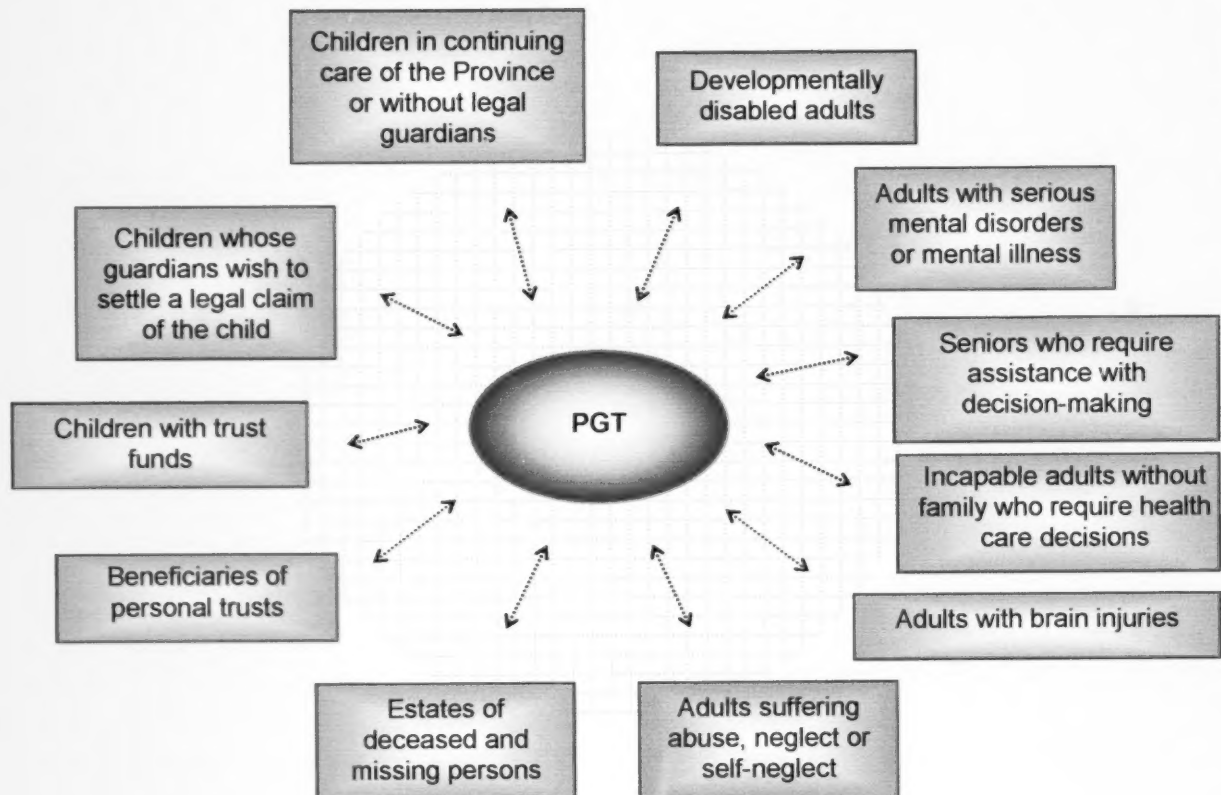 Children in continuing
care of the Province
or without legal
guardians
Developmentally
disabled adults
Adults with serious
mental disorders
or mental illness
Children whose
guardians wish to
settle a legal claim
of the child
Seniors who require
assistance with
decision-making
PGT
Children with trust
funds
Incapable adults without
family who require health
care decisions
Beneficiaries of
personal trusts
Adults with brain injuries
Estates of
deceased and
missing persons
Adults suffering
abuse, neglect or
self-neglect